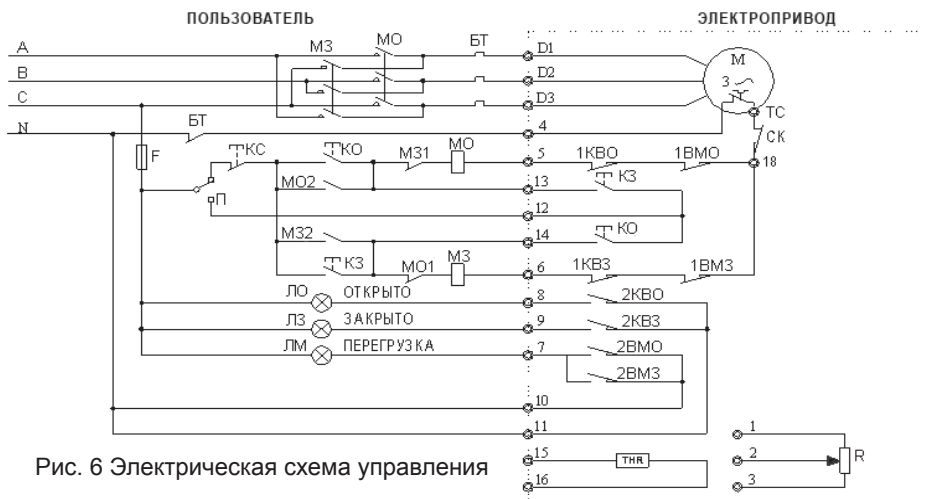 ПОЛЬЗОВАТЕЛЬ ЭЛЕКТРОПРИВОД
А МЗ МО БТ D1 М
В D2 3
С D3 ТС
N БТ 4 СК
F КС КО МЗ1 МО 5 1КВО 1ВМО 18
МО2 13 КЗ
П 12
МЗ2 14 КО
КЗ МО1 МЗ 6 1КВЗ 1ВМЗ
ЛО ОТКРЫТО 8 2КВО
ЛЗ ЗАКРЫТО 9 2КВЗ
ЛМ ПЕРЕГРУЗКА 7 2ВМО
2ВМЗ
10
11 1
15 THR 2 R
16 3
Рис. 6 Электрическая схема управления